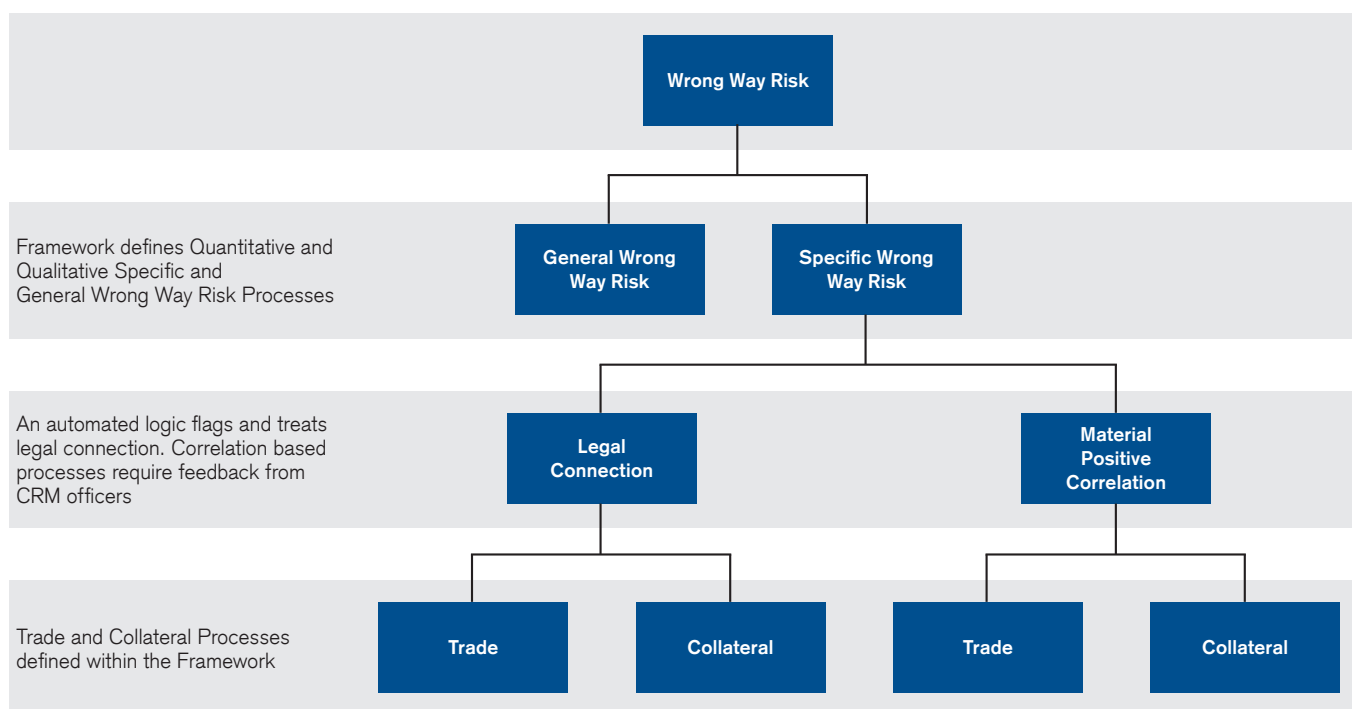 Wrong Way Risk
Framework defines Quantitative and
Qualitative Specific and
General Wrong Way Risk Processes
General Wrong
Way Risk
Specific Wrong
Way Risk
An automated logic flags and treats
legal connection. Correlation based
processes require feedback from
CRM officers
Legal
Connection
Material
Positive
Correlation
Trade and Collateral Processes
defined within the Framework
Trade
Collateral
Trade
Collateral